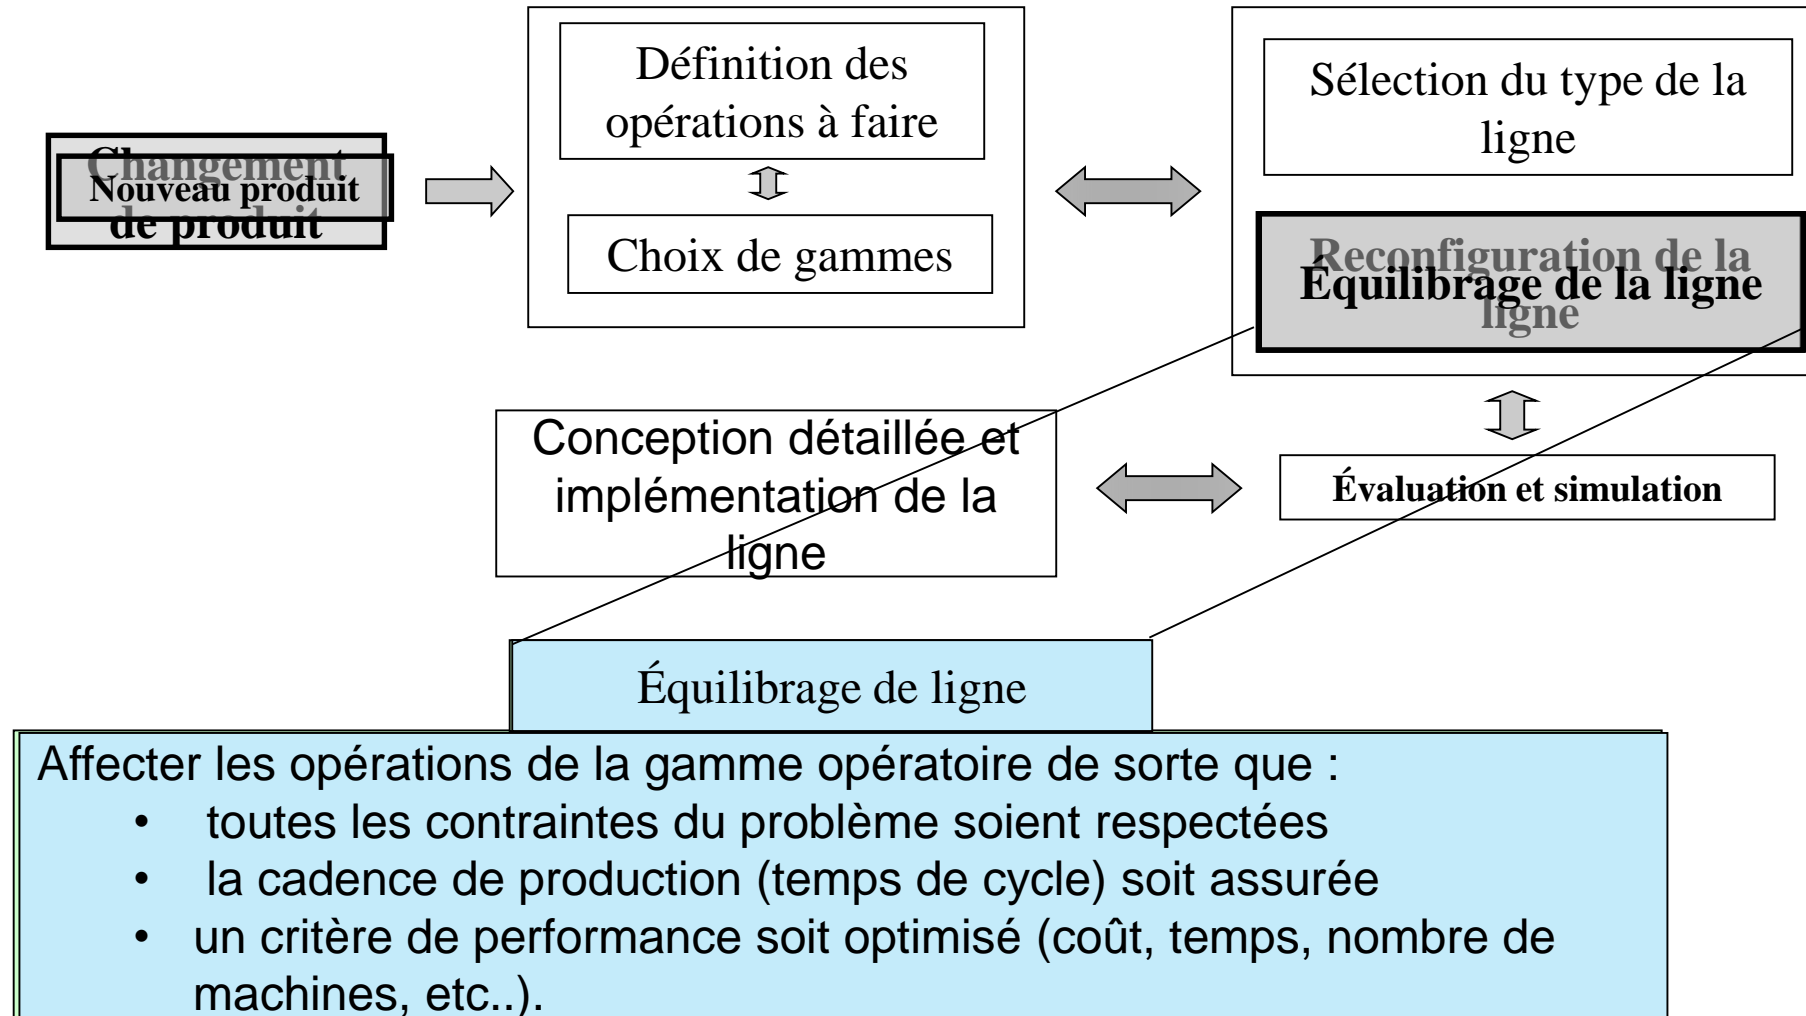 Définition des
opérations à faire
Choix de gammes
Changement
de produit
Nouveau produit
Sélection du type de la
ligne
Reconfiguration de la
ligne
Équilibrage de la ligne
Conception détaillée et
implémentation de la
ligne
Évaluation et simulation
Équilibrage de ligne
Affecter les opérations de la gamme opératoire de sorte que :
• toutes les contraintes du problème soient respectées
• la cadence de production (temps de cycle) soit assurée
• un critère de performance soit optimisé (coût, temps, nombre de
machines, etc..).